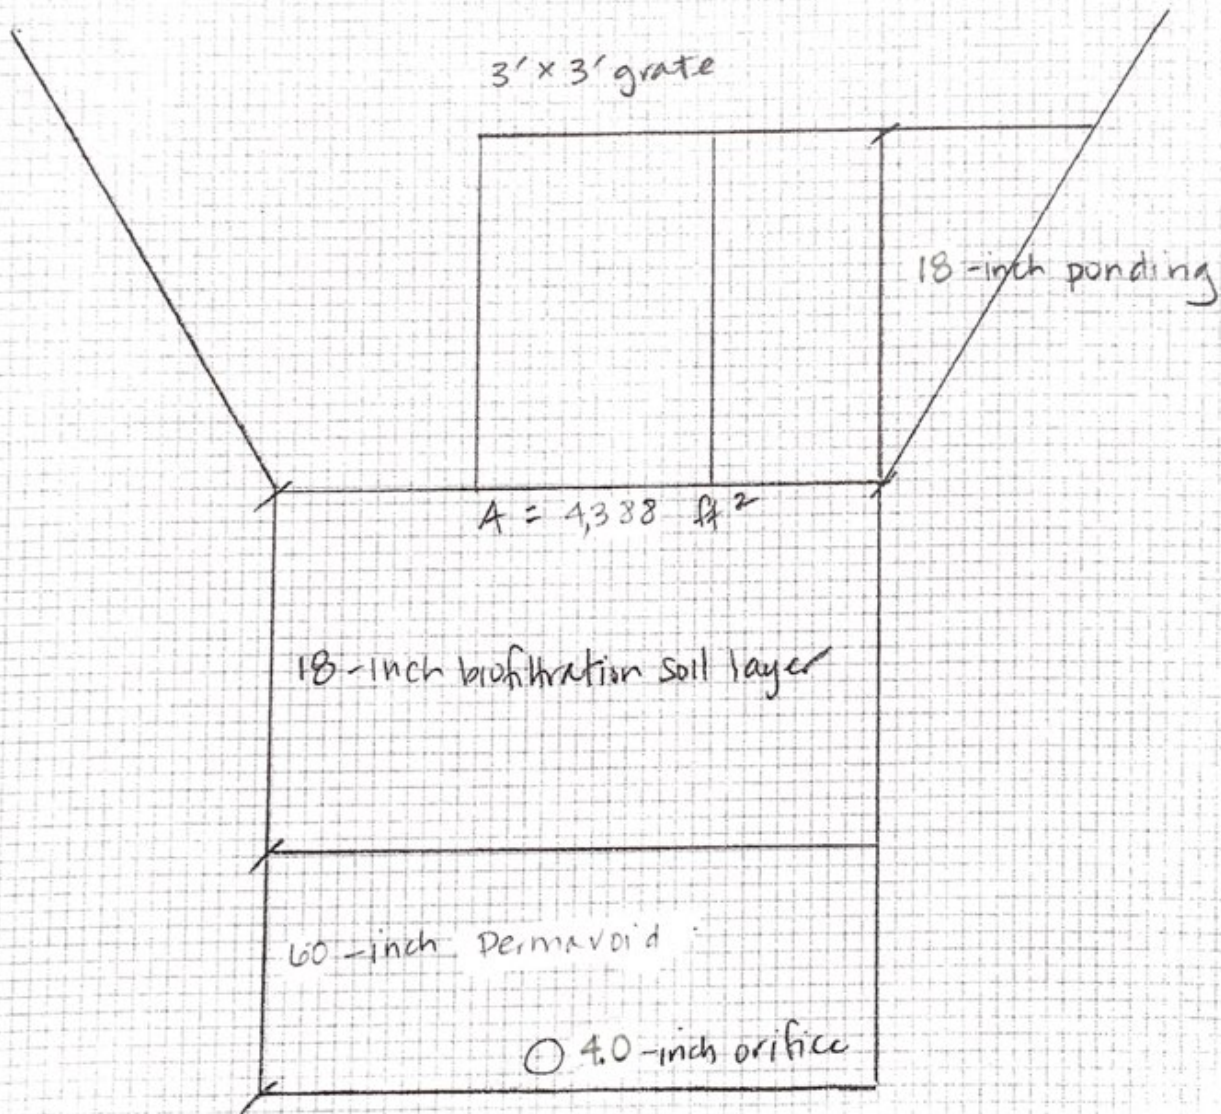 3' × 3' grate
18-inch ponding
A = 4,388 ft²
18-inch biofiltration soil layer
60-inch Permavoid
4.0-inch orifice